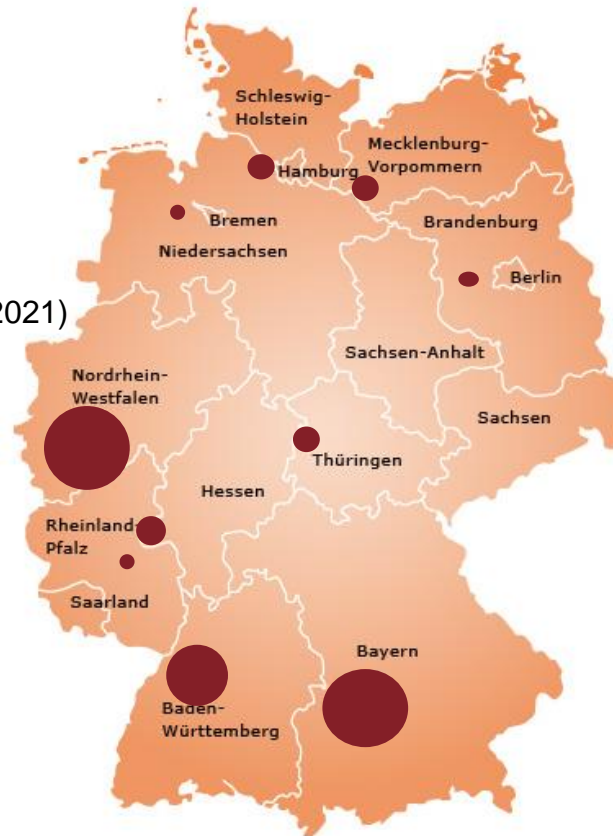 Schleswig-
Holstein
Mecklenburg-
Vorpommern
Hamburg
Bremen
Brandenburg
Niedersachsen
Berlin
2021)
Sachsen-Anhalt
Nordrhein-
Westfalen
Sachsen
Thüringen
Hessen
Rheinland-
Pfalz
Saarland
Bayern
Baden-
Württemberg